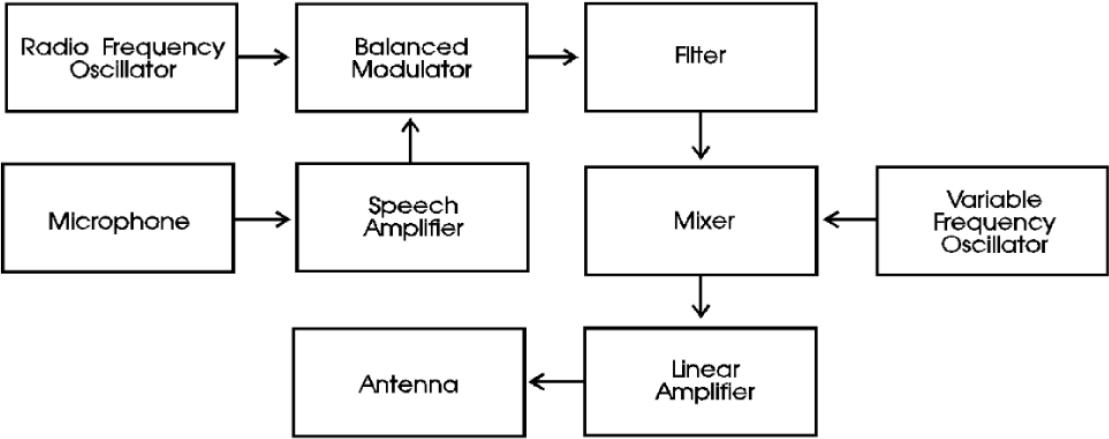 Radio Frequency
Oscillator
Balanced
Modulator
Filter
Microphone
Speech
Amplifier
Mixer
Variable
Frequency
Oscillator
Antenna
Linear
Amplifier